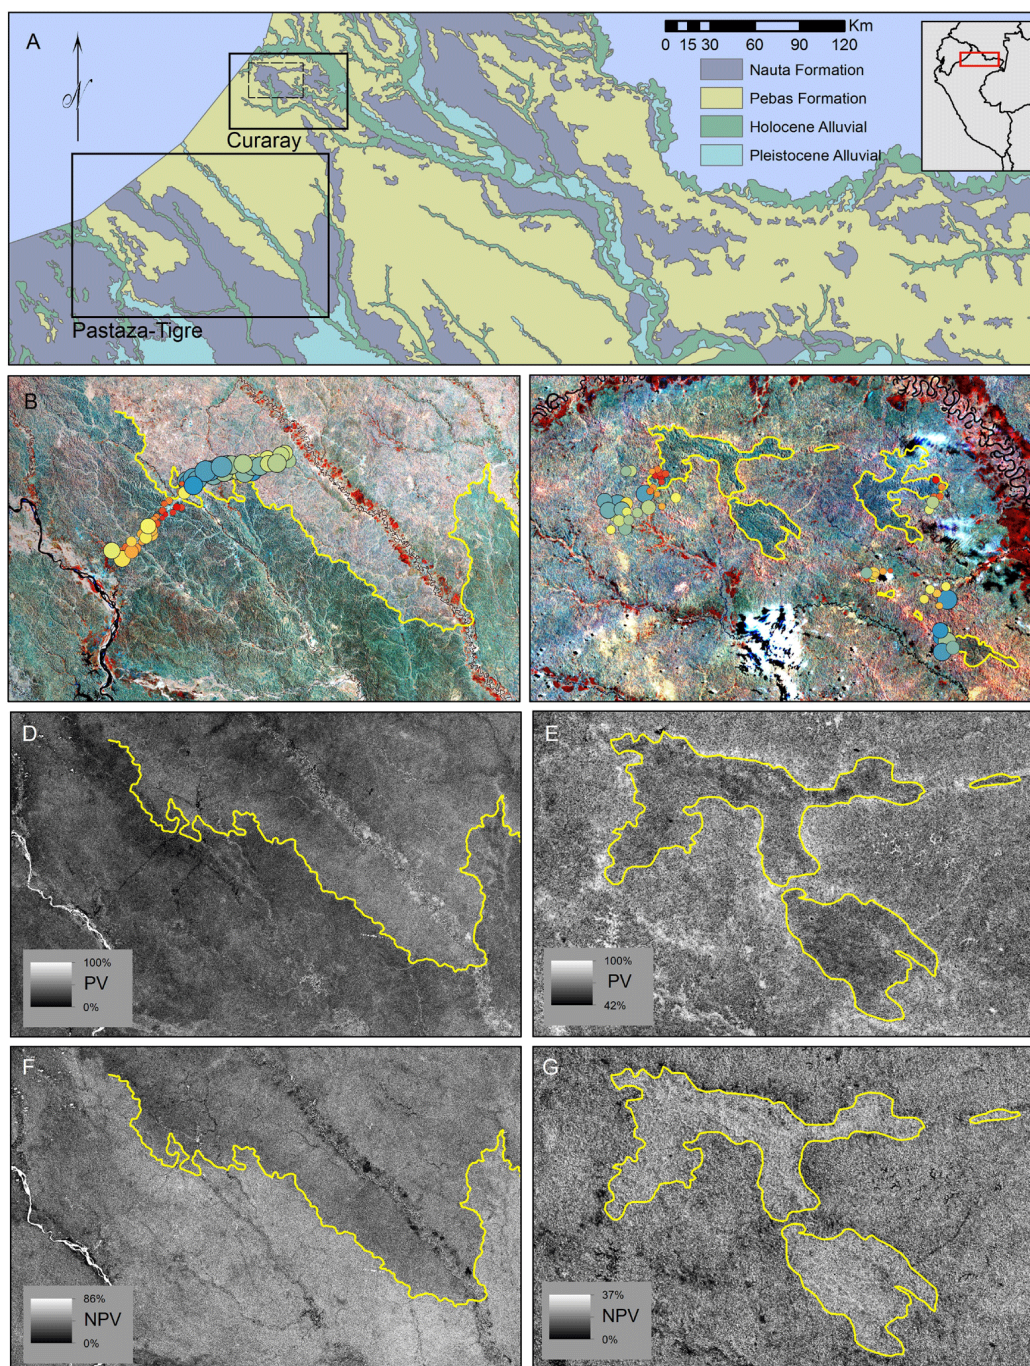 A
N
Km
0 15 30 60 90 120
Nauta Formation
Pebas Formation
Holocene Alluvial
Pleistocene Alluvial
Curaray
Pastaza-Tigre
B
D
100%
PV
0%
E
100%
PV
42%
F
86%
NPV
0%
G
37%
NPV
0%